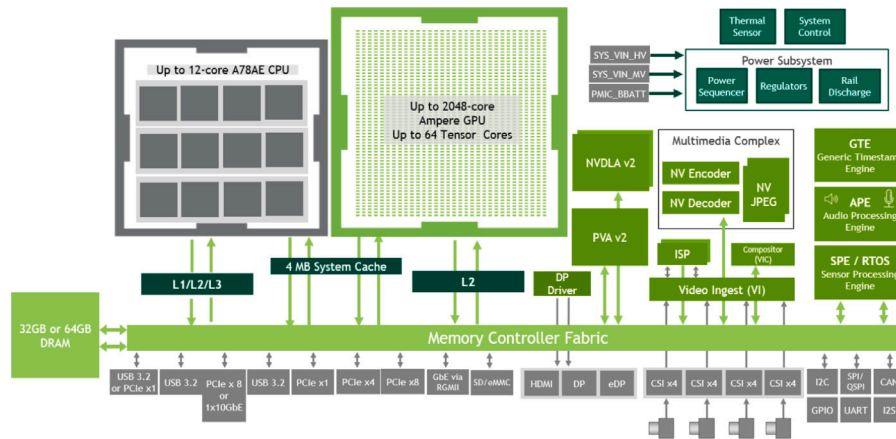 Up to 12-core A78AE CPU
Up to 2048-core
Ampere GPU
Up to 64 Tensor Cores
Thermal
Sensor
System
Control
SYS_VIN_HV
SYS_VIN_MV
PMIC_BBATT
Power Subsystem
Power
Sequencer
Regulators
Rail
Discharge
NVDLA v2
PVA v2
Multimedia Complex
NV Encoder
NV Decoder
NV
JPEG
GTE
Generic Timestam
Engine
APE
Audio Processing
Engine
SPE / RTOS
Sensor Processing
Engine
ISP
Compositor
(VIC)
Video Ingest (VI)
L1/L2/L3
4 MB System Cache
L2
DP
Driver
32GB or 64GB
DRAM
Memory Controller Fabric
USB 3.2
or PCIe x1
USB 3.2
PCIe x 8
or
1x10GbE
USB 3.2
PCIe x1
PCIe x4
PCIe x8
GbE via
RGMII
SD/eMMC
HDMI
DP
eDP
CSI x4
CSI x4
CSI x4
CSI x4
I2C
SPI/
QSPI
CAN
GPIO
UART
I2S